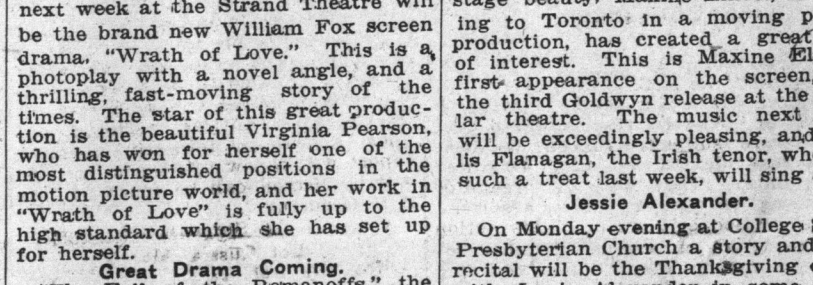 next week at the Strand Theatre will
be the brand new William Fox screen
drama, "Wrath of Love." This is a
photoplay with a novel angle, and a
thrilling, fast-moving story of the
times. The star of this great produc-
tion is the beautiful Virginia Pearson,
who has won for herself one of the
most distinguished positions in the
motion picture world, and her work in
"Wrath of Love" is fully up to the
high standard which she has set up
for herself.
Great Drama Coming.
the
stage beauty,
ing to Toronto in a moving p
production, has created a great
of interest. This is Maxine El
first appearance on the screen,
the third Goldwyn release at the
lar theatre. The music next
will be exceedingly pleasing, and
lis Flanagan, the Irish tenor, wh
such a treat last week, will sing
Jessie Alexander.
On Monday evening at College
Presbyterian Church a story and
recital will be the Thanksgiving